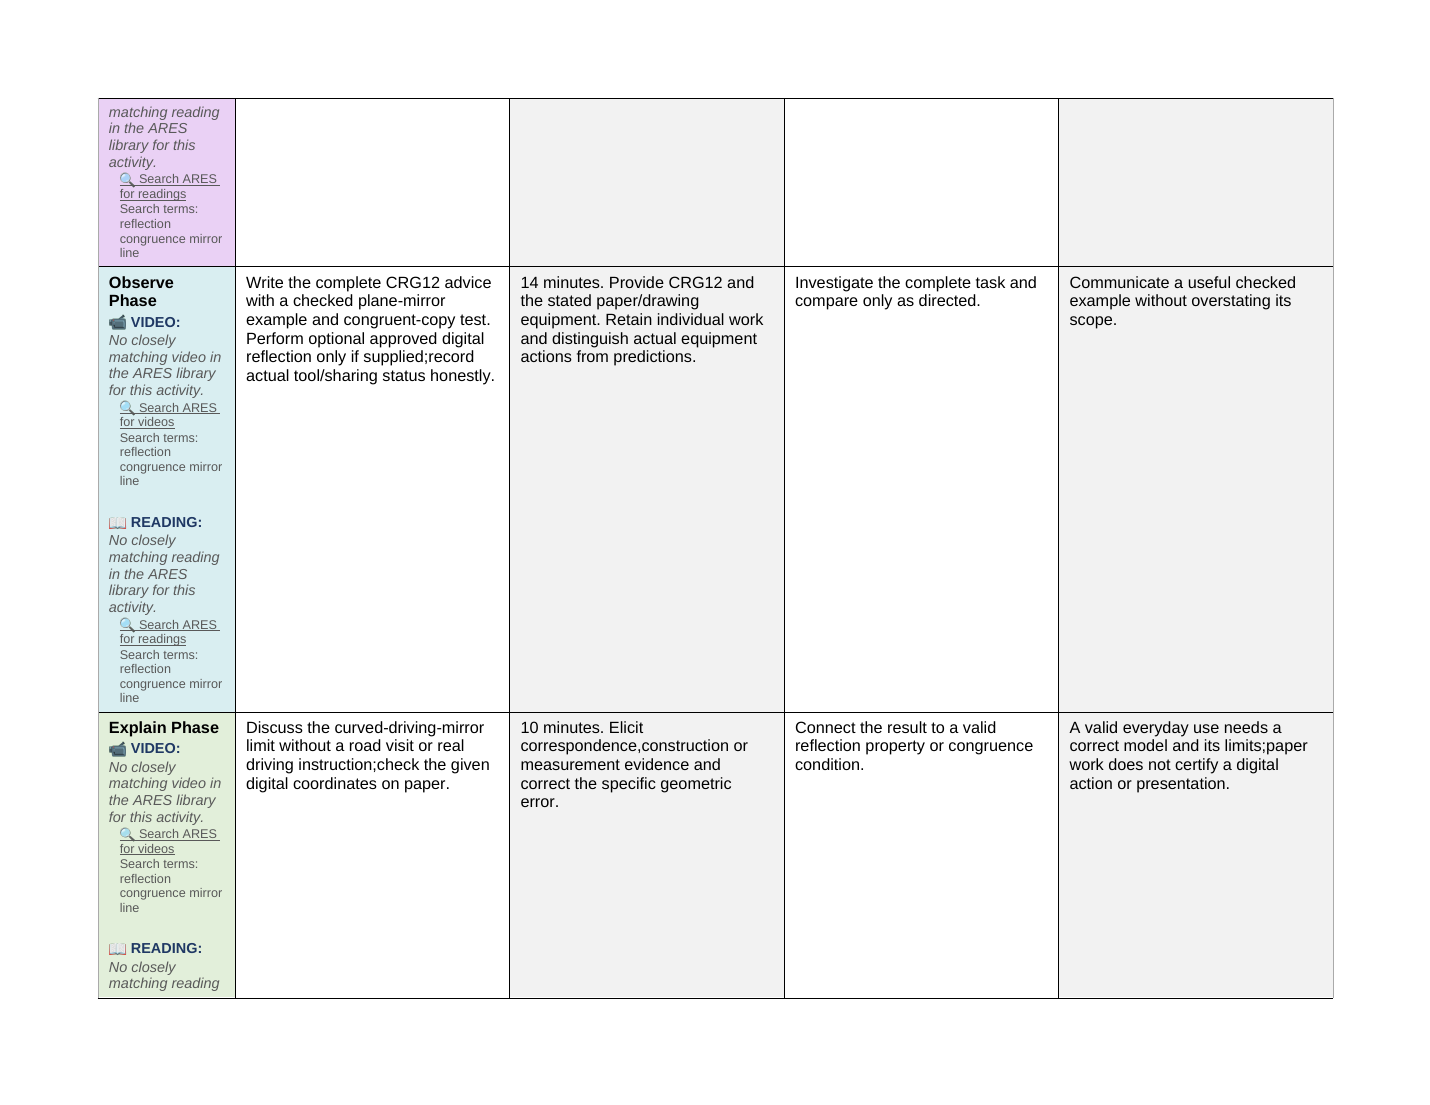 matching reading
in the ARES
library for this
activity.
🔍 Search ARES
for readings
Search terms:
reflection
congruence mirror
line
Observe
Phase
📹 VIDEO:
No closely
matching video in
the ARES library
for this activity.
🔍 Search ARES
for videos
Search terms:
reflection
congruence mirror
line
📖 READING:
No closely
matching reading
in the ARES
library for this
activity.
🔍 Search ARES
for readings
Search terms:
reflection
congruence mirror
line
Write the complete CRG12 advice
with a checked plane-mirror
example and congruent-copy test.
Perform optional approved digital
reflection only if supplied;record
actual tool/sharing status honestly.
14 minutes. Provide CRG12 and
the stated paper/drawing
equipment. Retain individual work
and distinguish actual equipment
actions from predictions.
Investigate the complete task and
compare only as directed.
Communicate a useful checked
example without overstating its
scope.
Explain Phase
📹 VIDEO:
No closely
matching video in
the ARES library
for this activity.
🔍 Search ARES
for videos
Search terms:
reflection
congruence mirror
line
📖 READING:
No closely
matching reading
Discuss the curved-driving-mirror
limit without a road visit or real
driving instruction;check the given
digital coordinates on paper.
10 minutes. Elicit
correspondence,construction or
measurement evidence and
correct the specific geometric
error.
Connect the result to a valid
reflection property or congruence
condition.
A valid everyday use needs a
correct model and its limits;paper
work does not certify a digital
action or presentation.